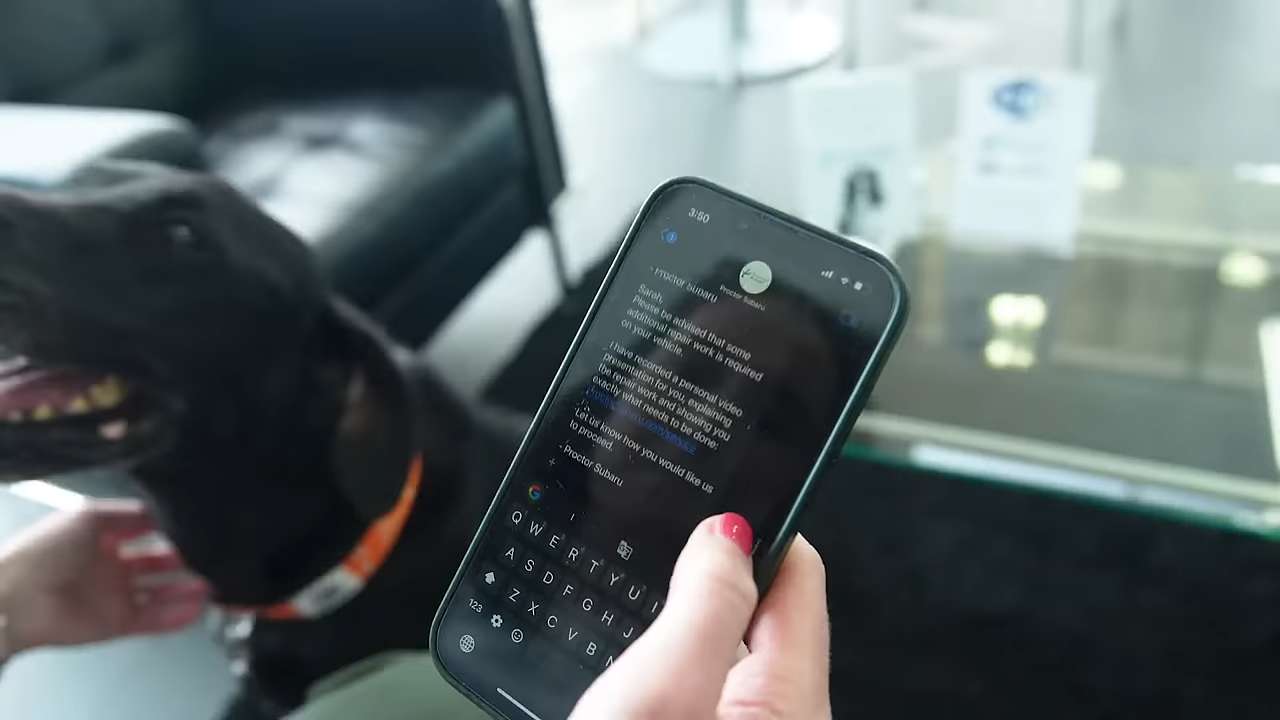 3:50
1
Proctor Subaru
- Proctor Subaru
Sarah,
Please be advised that some
additional repair work is required
on your vehicle.
I have recorded a personal video
presentation for you, explaining
the repair work and showing you
exactly what needs to be done:
Let us know how you would like us
to proceed.
- Proctor Subaru
G
I
Q W E R T Y U I
A S D F G H J
Z X C V B N
123